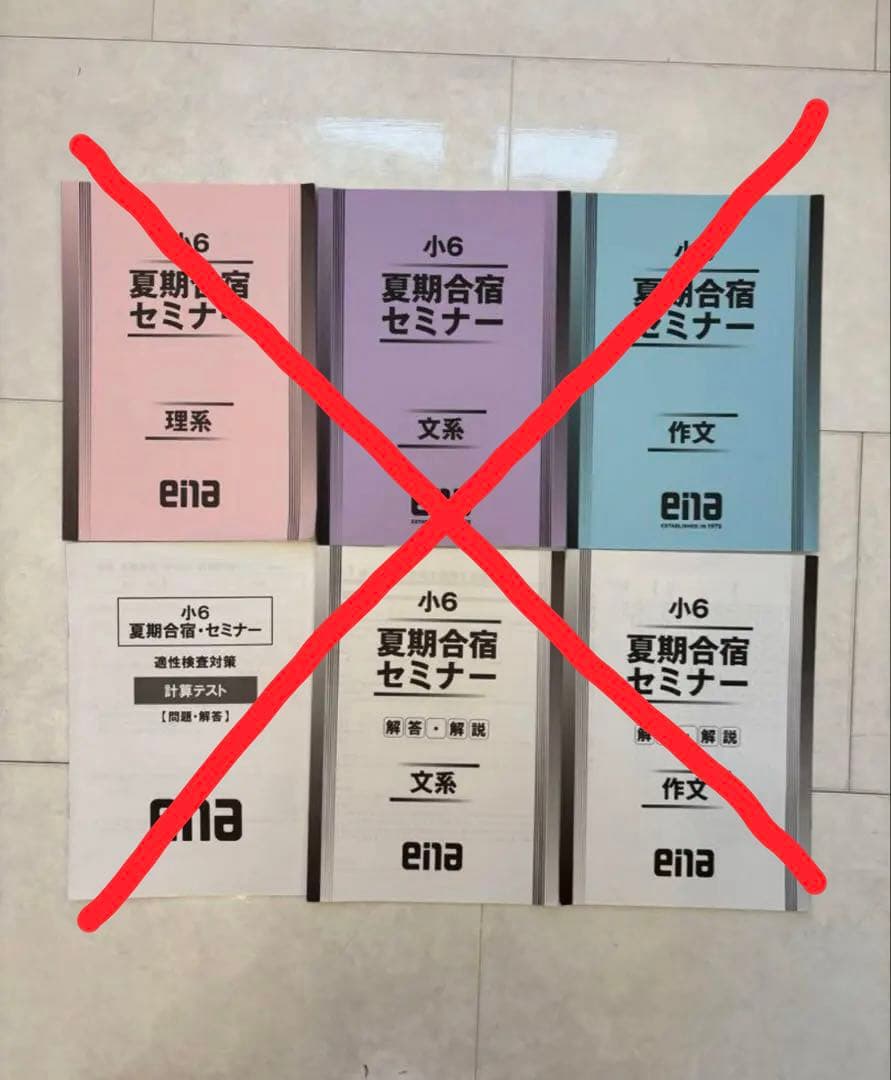 小6
夏期合宿
セミナー
理系
ena
小6
夏期合宿
セミナー
文系
小6
夏期合宿
セミナー
作文
ena
ESTABLISHED IN 1972
小6
夏期合宿・セミナー
適性検査対策
計算テスト
【問題・解答】
ena
小6
夏期合宿
セミナー
解答・解説
文系
ena
小6
夏期合宿
セミナー
解説
作文
ena